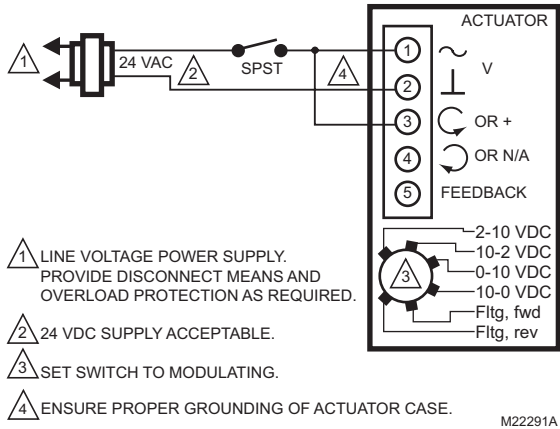 ACTUATOR
1
24 VAC
2
SPST
4
1
V
2
3
OR +
4
OR N/A
5
FEEDBACK
2-10 VDC
10-2 VDC
0-10 VDC
3
10-0 VDC
Fltg, fwd
Fltg, rev
1 LINE VOLTAGE POWER SUPPLY.
PROVIDE DISCONNECT MEANS AND
OVERLOAD PROTECTION AS REQUIRED.
2 24 VDC SUPPLY ACCEPTABLE.
3 SET SWITCH TO MODULATING.
4 ENSURE PROPER GROUNDING OF ACTUATOR CASE.
M22291A